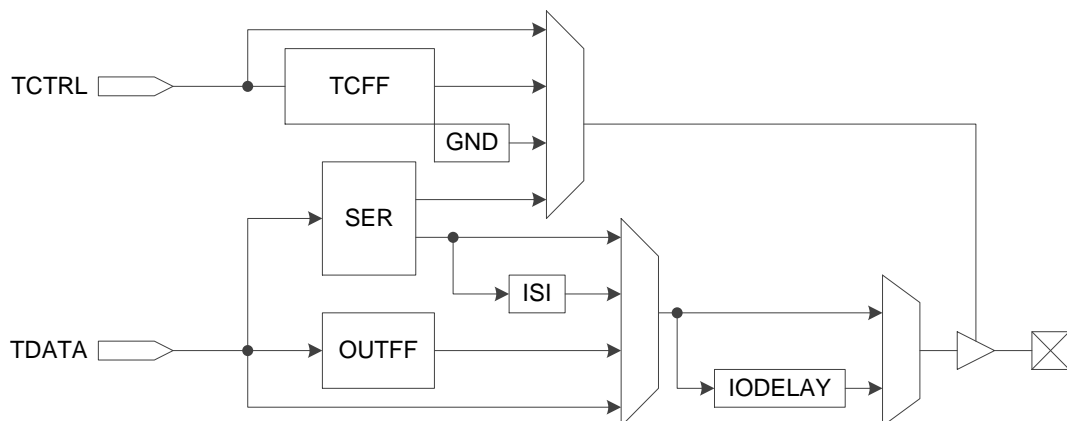 TCTRL
TCFF
GND
SER
ISI
TDATA
OUTFF
IODELAY